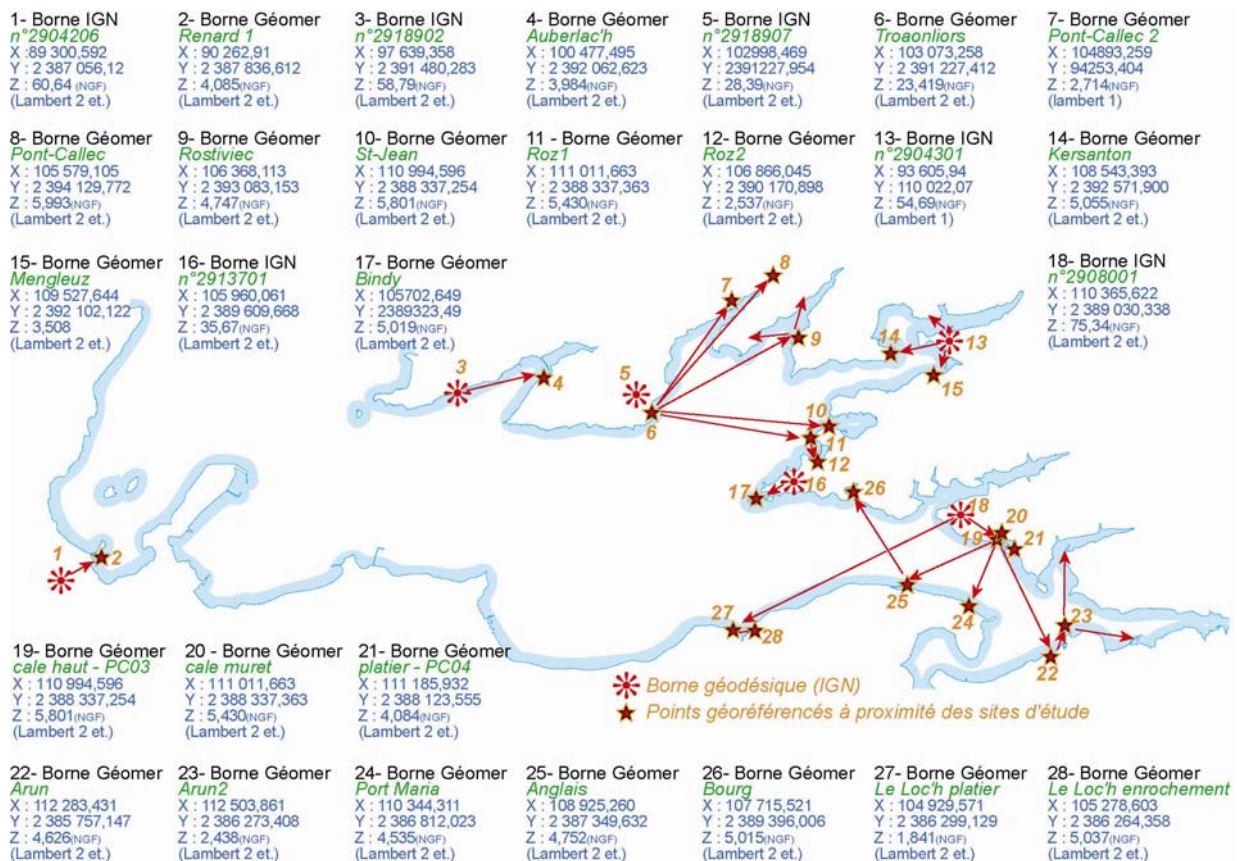 1- Borne IGN
n°2904206
X :89 300,592
Y : 2 387 056,12
Z : 60,64 (NGF)
(Lambert 2 et.)
2- Borne Géomer
Renard 1
X : 90 262,91
Y : 2 387 836,612
Z : 4,085(NGF)
(Lambert 2 et.)
3- Borne IGN
n°2918902
X : 97 639,358
Y : 2 391 480,283
Z : 58,79(NGF)
(Lambert 2 et.)
4- Borne Géomer
Auberlac'h
X : 100 477,495
Y : 2 392 062,623
Z : 3,984(NGF)
(Lambert 2 et.)
5- Borne IGN
n°2918907
X : 102998,469
Y : 2391227,954
Z : 28,39(NGF)
(Lambert 2 et.)
6- Borne Géomer
Troaonliors
X : 103 073,258
Y : 2 391 227,412
Z : 23,419(NGF)
(Lambert 2 et.)
7- Borne Géomer
Pont-Callec 2
X : 104893,259
Y : 94253,404
Z : 2,714(NGF)
(lambert 1)
8- Borne Géomer
Pont-Callec
X : 105 579,105
Y : 2 394 129,772
Z : 5,993(NGF)
(Lambert 2 et.)
9- Borne Géomer
Rostiviec
X : 106 368,113
Y : 2 393 083,153
Z : 4,747(NGF)
(Lambert 2 et.)
10- Borne Géomer
St-Jean
X : 110 994,596
Y : 2 388 337,254
Z : 5,801(NGF)
(Lambert 2 et.)
11 - Borne Géomer
Roz1
X : 111 011,663
Y : 2 388 337,363
Z : 5,430(NGF)
(Lambert 2 et.)
12- Borne Géomer
Roz2
X : 106 866,045
Y : 2 390 170,898
Z : 2,537(NGF)
(Lambert 2 et.)
13- Borne IGN
n°2904301
X : 93 605,94
Y : 110 022,07
Z : 54,69(NGF)
(Lambert 1)
14- Borne Géomer
Kersanton
X : 108 543,393
Y : 2 392 571,900
Z : 5,055(NGF)
(Lambert 2 et.)
15- Borne Géomer
Mengleuz
X : 109 527,644
Y : 2 392 102,122
Z : 3,508
(Lambert 2 et.)
16- Borne IGN
n°2913701
X : 105 960,061
Y : 2 389 609,668
Z : 35,67(NGF)
(Lambert 2 et.)
17- Borne Géomer
Bindy
X : 105702,649
Y : 2389323,49
Z : 5,019(NGF)
(Lambert 2 et.)
18- Borne IGN
n°2908001
X : 110 365,622
Y : 2 389 030,338
Z : 75,34(NGF)
(Lambert 2 et.)
1
2
3
4
5
6
7
8
9
10
11
12
13
14
15
16
17
18
19
20
21
22
23
24
25
26
27
28
19- Borne Géomer
cale haut - PC03
X : 110 994,596
Y : 2 388 337,254
Z : 5,801(NGF)
(Lambert 2 et.)
20 - Borne Géomer
cale muret
X : 111 011,663
Y : 2 388 337,363
Z : 5,430(NGF)
(Lambert 2 et.)
21- Borne Géomer
platier - PC04
X : 111 185,932
Y : 2 388 123,555
Z : 4,084(NGF)
(Lambert 2 et.)
Borne géodésique (IGN)
Points géoréférencés à proximité des sites d'étude
22- Borne Géomer
Arun
X : 112 283,431
Y : 2 385 757,147
Z : 4,626(NGF)
(Lambert 2 et.)
23- Borne Géomer
Arun2
X : 112 503,861
Y : 2 386 273,408
Z : 2,438(NGF)
(Lambert 2 et.)
24- Borne Géomer
Port Maria
X : 110 344,311
Y : 2 386 812,023
Z : 4,535(NGF)
(Lambert 2 et.)
25- Borne Géomer
Anglais
X : 108 925,260
Y : 2 387 349,632
Z : 4,752(NGF)
(Lambert 2 et.)
26- Borne Géomer
Bourg
X : 107 715,521
Y : 2 389 396,006
Z : 5,015(NGF)
(Lambert 2 et.)
27- Borne Géomer
Le Loc'h platier
X : 104 929,571
Y : 2 386 299,129
Z : 1,841(NGF)
(Lambert 2 et.)
28- Borne Géomer
Le Loc'h enrochement
X : 105 278,603
Y : 2 386 264,358
Z : 5,037(NGF)
(Lambert 2 et.)